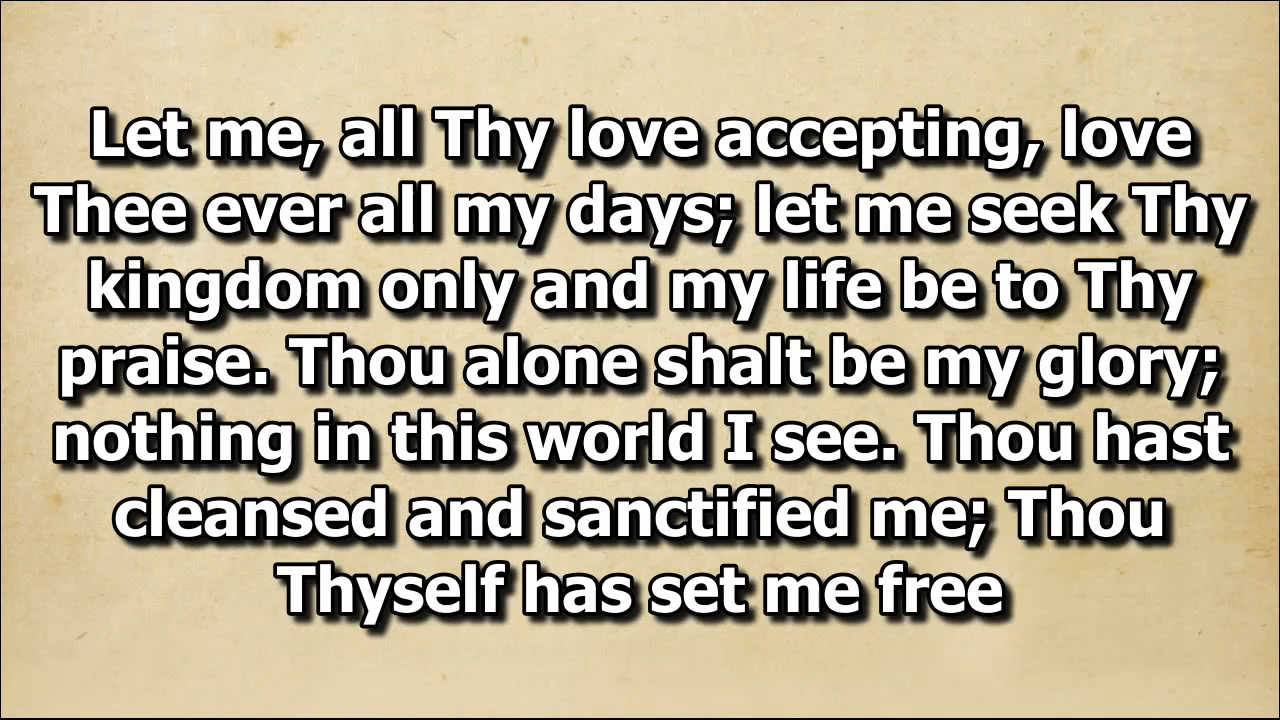 Let me, all Thy love accepting, love
Thee ever all my days; let me seek Thy
kingdom only and my life be to Thy
praise. Thou alone shalt be my glory;
nothing in this world I see. Thou hast
cleansed and sanctified me; Thou
Thyself has set me free